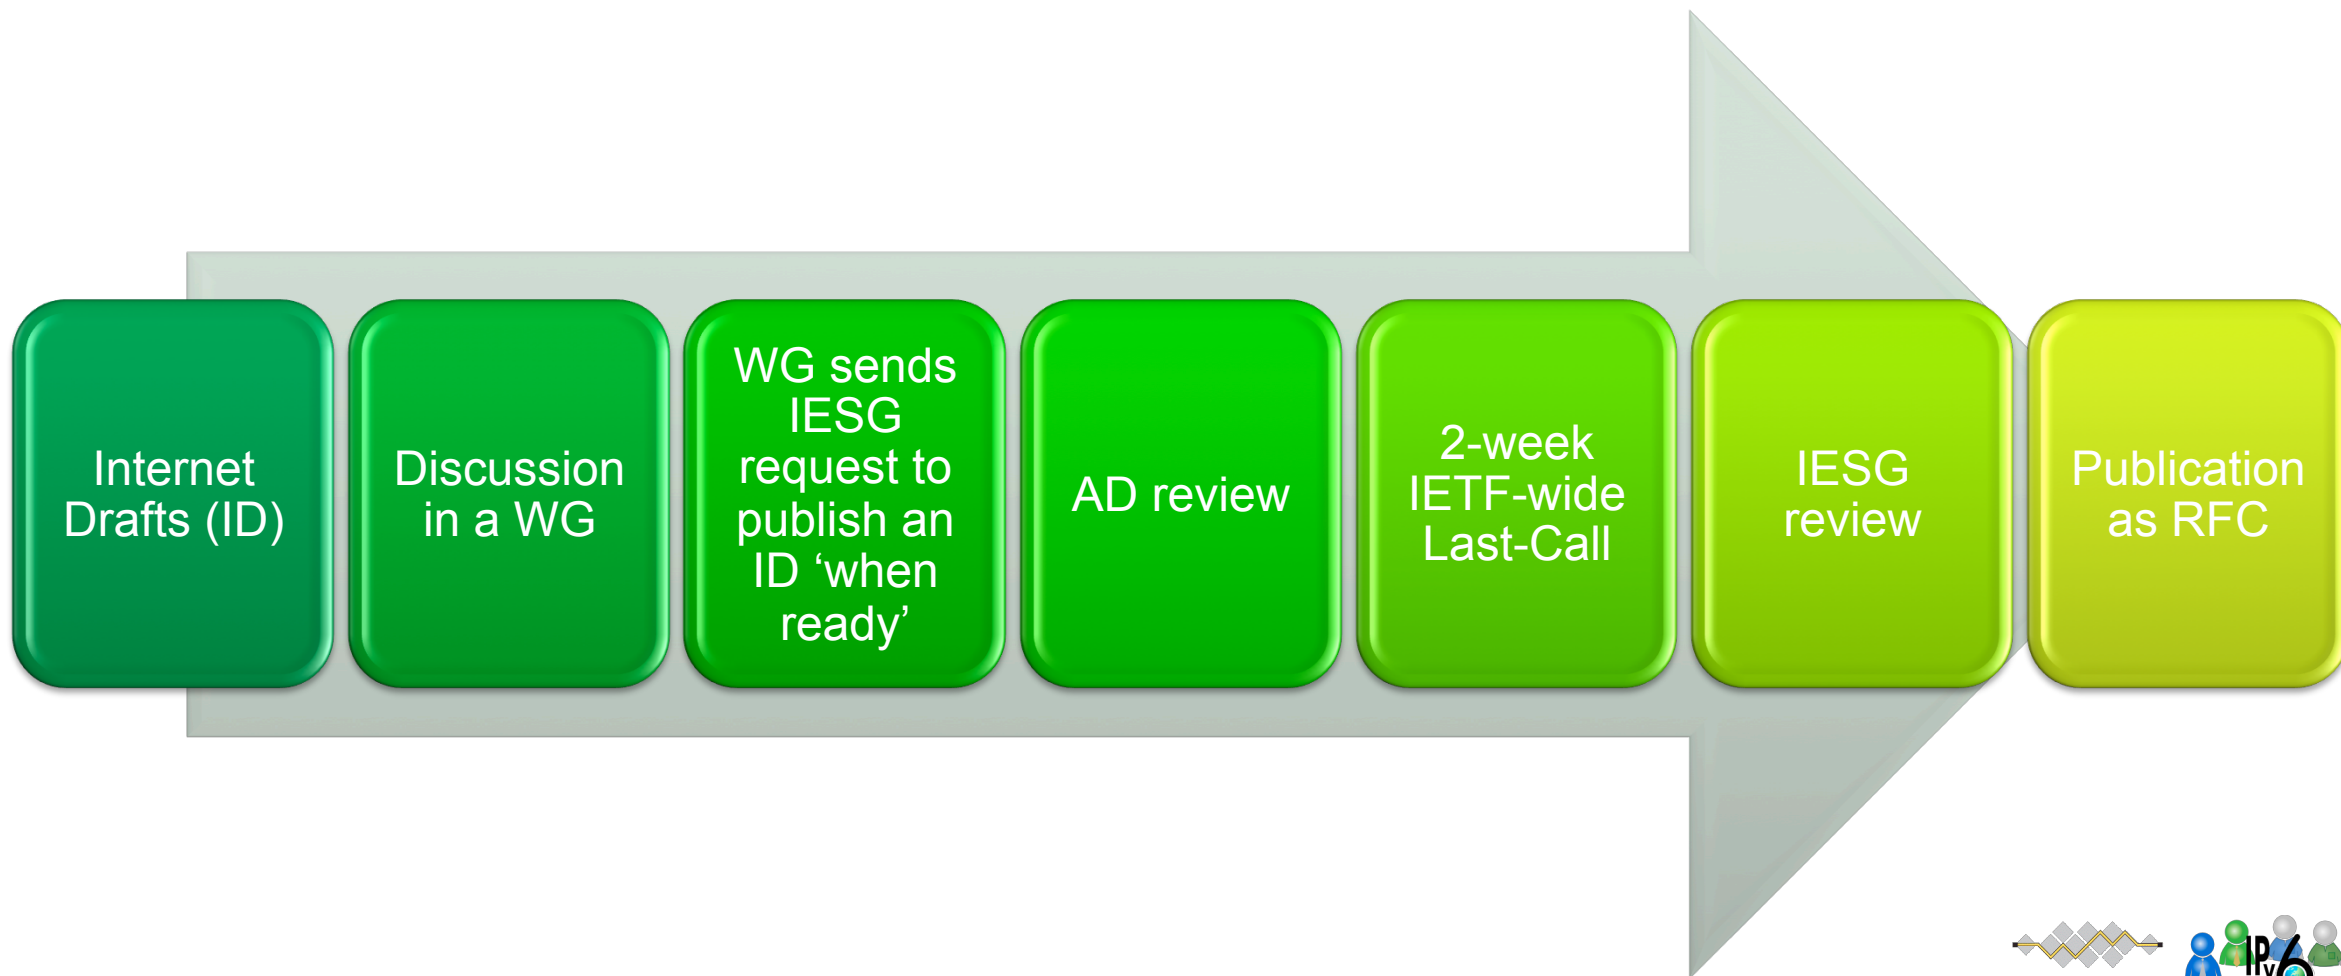 Internet
Drafts (ID)
Discussion
in a WG
WG sends
IESG
request to
publish an
ID ‘when
ready’
AD review
2-week
IETF-wide
Last-Call
IESG
review
Publication
as RFC
IPv6